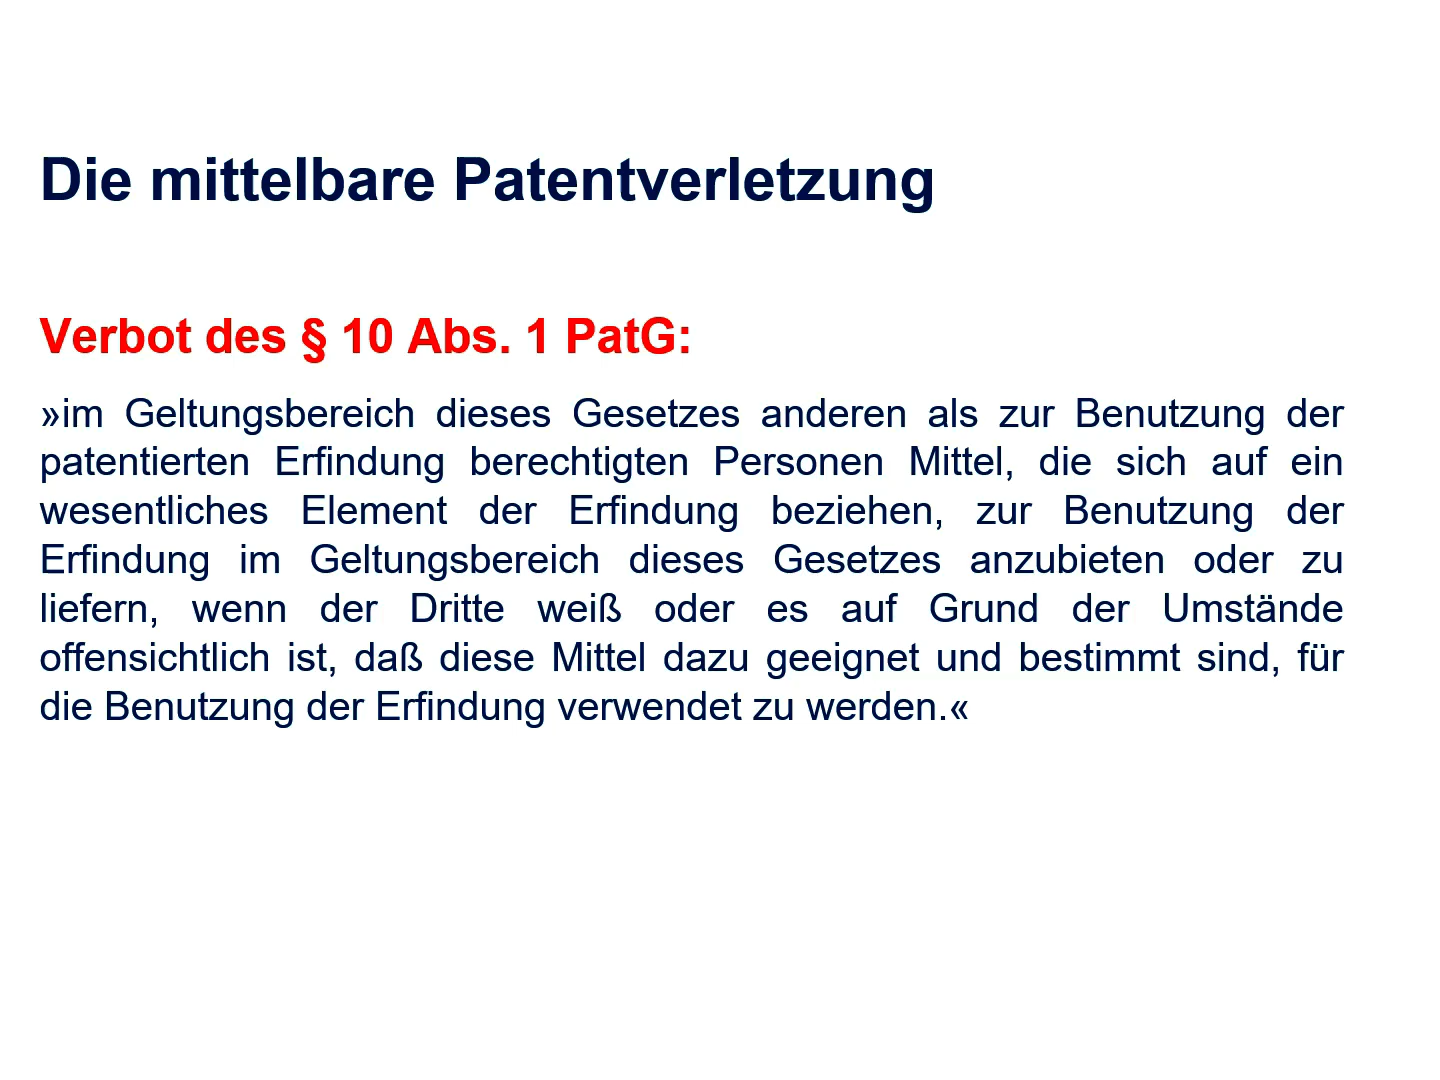 Die mittelbare Patentverletzung
Verbot des § 10 Abs. 1 PatG:
»im Geltungsbereich dieses Gesetzes anderen als zur Benutzung der
patentierten Erfindung berechtigten Personen Mittel, die sich auf ein
wesentliches Element der Erfindung beziehen, zur Benutzung der
Erfindung im Geltungsbereich dieses Gesetzes anzubieten oder zu
liefern, wenn der Dritte weiß oder es auf Grund der Umstände
offensichtlich ist, daß diese Mittel dazu geeignet und bestimmt sind, für
die Benutzung der Erfindung verwendet zu werden.«